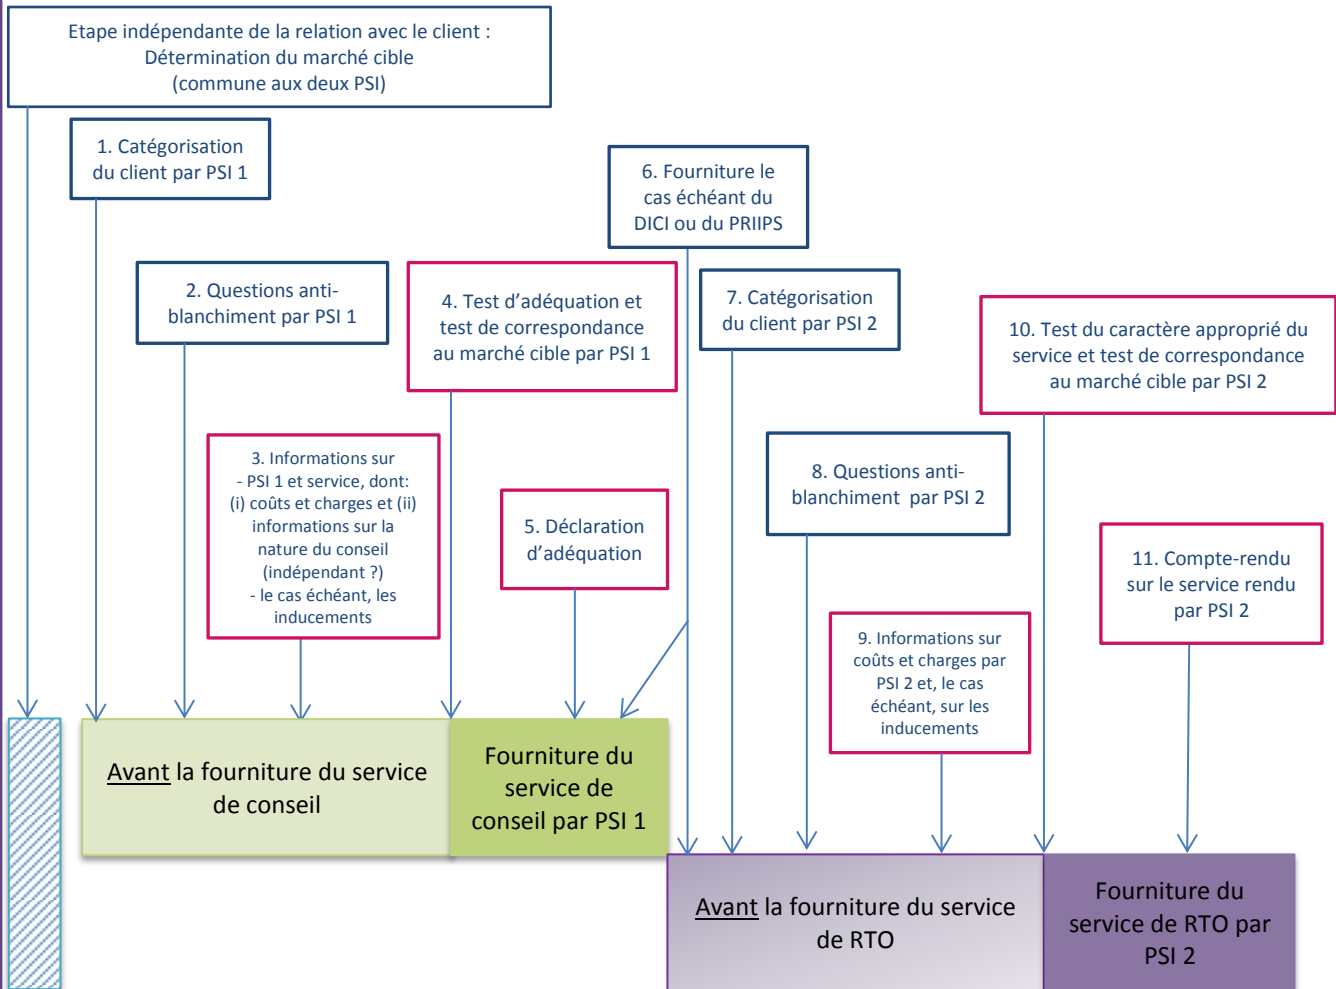 Etape indépendante de la relation avec le client :
Détermination du marché cible
(commune aux deux PSI)
1. Catégorisation
du client par PSI 1
2. Questions anti-
blanchiment par PSI 1
3. Informations sur
- PSI 1 et service, dont:
(i) coûts et charges et (ii)
informations sur la
nature du conseil
(indépendant ?)
- le cas échéant, les
inducements
4. Test d’adéquation et
test de correspondance
au marché cible par PSI 1
5. Déclaration
d’adéquation
6. Fourniture le
cas échéant du
DICI ou du PRIIPS
7. Catégorisation
du client par PSI 2
8. Questions anti-
blanchiment par PSI 2
9. Informations sur
coûts et charges par
PSI 2 et, le cas
échéant, sur les
inducements
10. Test du caractère approprié du
service et test de correspondance
au marché cible par PSI 2
11. Compte-rendu
sur le service rendu
par PSI 2
Avant la fourniture du service
de conseil
Fourniture du
service de
conseil par PSI 1
Avant la fourniture du service
de RTO
Fourniture du
service de RTO par
PSI 2